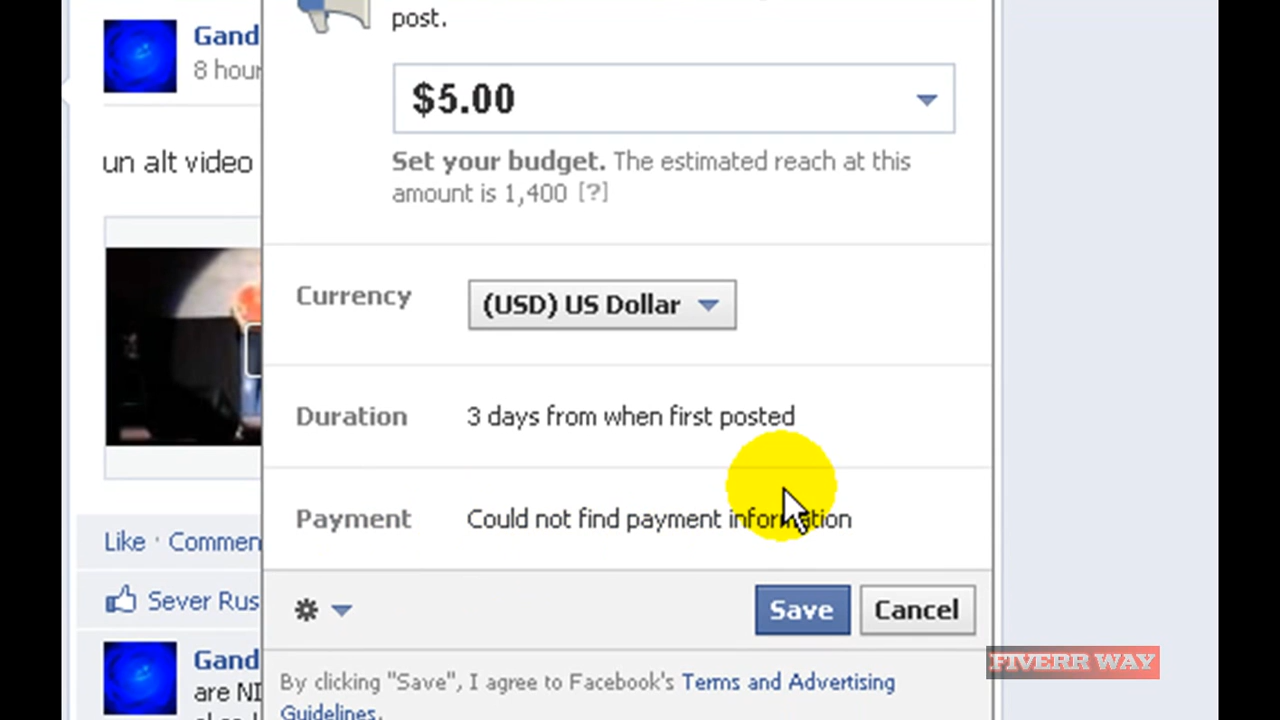 post.
Gand
8 hour
$5.00
un alt video
Set your budget. The estimated reach at this
amount is 1,400 [?]
Currency
(USD) US Dollar
Duration
3 days from when first posted
Payment
Could not find payment information
Like · Commen
Sever Rus
Save
Cancel
Gand
are NI
FIVERR WAY
By clicking "Save", I agree to Facebook's Terms and Advertising
Guidelines.